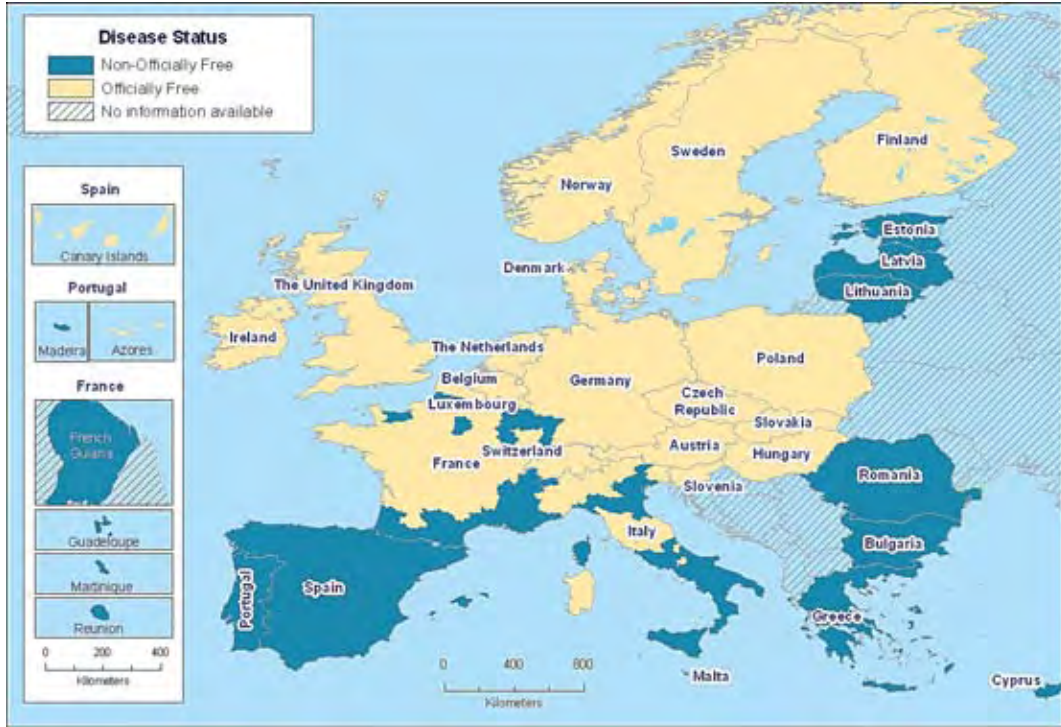 Disease Status
Non-Officially Free
Officially Free
No information available
Spain
Canary Islands
Portugal
Madeira
Azores
France
French
Guiana
Guadeloupe
Martinique
Reunion
0 200 400
Kilometers
Finland
Sweden
Norway
Estonia
Latvia
Lithuania
Denmark
The United Kingdom
Ireland
The Netherlands
Belgium
Luxembourg
Germany
Poland
Czech
Republic
Slovakia
Austria
Hungary
Switzerland
France
Slovenia
Romania
Italy
Bulgaria
Portugal
Spain
Greece
Malta
Cyprus
0 400 800
Kilometers